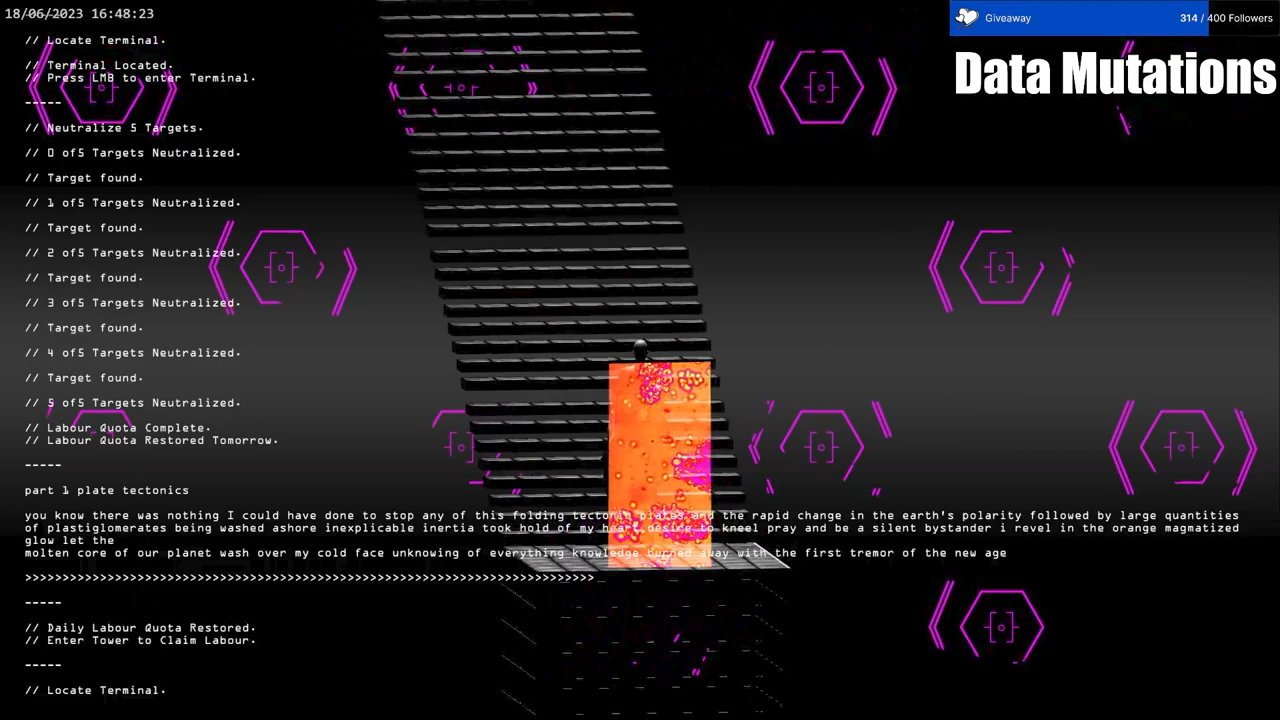 18/06/2023 16:48:23
Giveaway 314 / 400 Followers
Data Mutations
// Locate Terminal.
// Terminal Located.
// Press LMB to enter Terminal.
-----
// Neutralize 5 Targets.
// 0 of5 Targets Neutralized.
// Target found.
// 1 of5 Targets Neutralized.
// Target found.
// 2 of5 Targets Neutralized.
// Target found.
// 3 of5 Targets Neutralized.
// Target found.
// 4 of5 Targets Neutralized.
// Target found.
// 5 of5 Targets Neutralized.
// Labour Quota Complete.
// Labour Quota Restored Tomorrow.
-----
part 1 plate tectonics
you know there was nothing I could have done to stop any of this folding tectonic plates and the rapid change in the earth's polarity followed by large quantities
of plastiglomerates being washed ashore inexplicable inertia took hold of my heart desire to kneel pray and be a silent bystander i revel in the orange magmatized
glow let the
molten core of our planet wash over my cold face unknowing of everything knowledge burned away with the first tremor of the new age
>>>>>>>>>>>>>>>>>>>>>>>>>>>>>>>>>>>>>>>>>>>>>>>>>>>>>>>>>>>>>>>>>>>>>>>>>>>>>>
-----
// Daily Labour Quota Restored.
// Enter Tower to Claim Labour.
-----
// Locate Terminal.